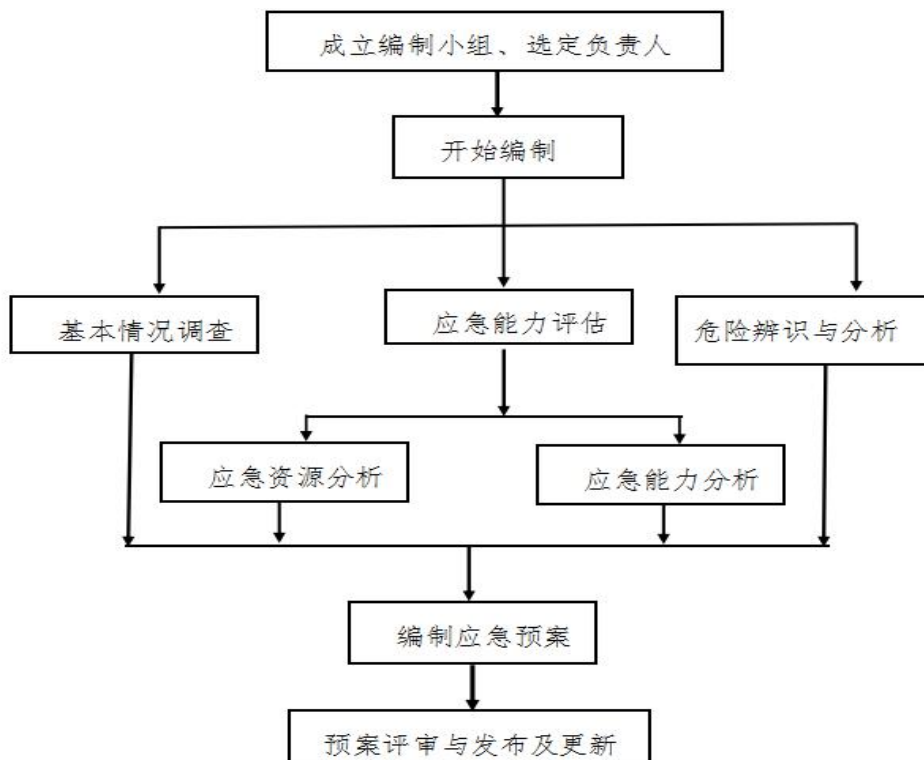 成立编制小组、选定负责人
开始编制
基本情况调查
应急能力评估
危险辨识与分析
应急资源分析
应急能力分析
编制应急预案
预案评审与发布及更新